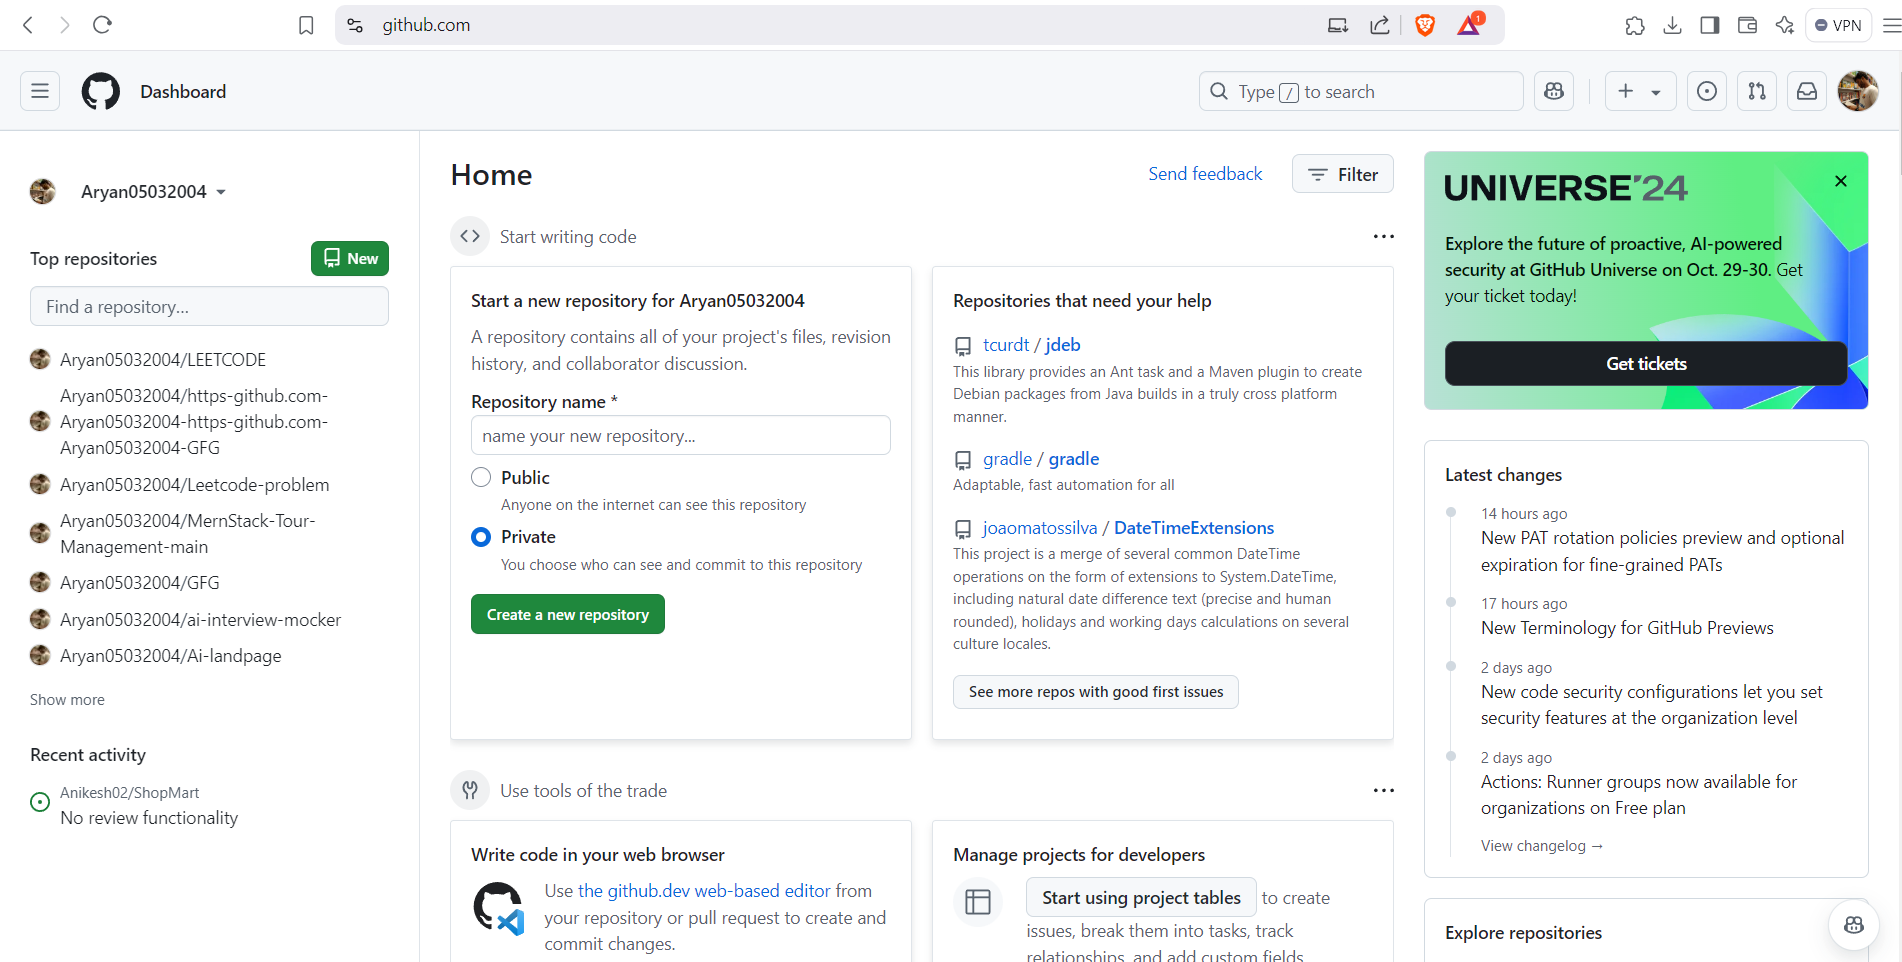 github.com
1
VPN
Dashboard
Type / to search
Aryan05032004
Top repositories
New
Find a repository...
Aryan05032004/LEETCODE
Aryan05032004/https-github.com-
Aryan05032004-https-github.com-
Aryan05032004-GFG
Aryan05032004/Leetcode-problem
Aryan05032004/MernStack-Tour-
Management-main
Aryan05032004/GFG
Aryan05032004/ai-interview-mocker
Aryan05032004/Ai-landpage
Show more
Recent activity
Anikesh02/ShopMart
No review functionality
Home
Send feedback
Filter
Start writing code
Start a new repository for Aryan05032004
A repository contains all of your project's files, revision
history, and collaborator discussion.
Repository name *
name your new repository...
Public
Anyone on the internet can see this repository
Private
You choose who can see and commit to this repository
Create a new repository
Repositories that need your help
tcurdt / jdeb
This library provides an Ant task and a Maven plugin to create
Debian packages from Java builds in a truly cross platform
manner.
gradle / gradle
Adaptable, fast automation for all
joaomatossilva / DateTimeExtensions
This project is a merge of several common DateTime
operations on the form of extensions to System.DateTime,
including natural date difference text (precise and human
rounded), holidays and working days calculations on several
culture locales.
See more repos with good first issues
Use tools of the trade
Write code in your web browser
Use the github.dev web-based editor from
your repository or pull request to create and
commit changes.
Manage projects for developers
Start using project tables to create
issues, break them into tasks, track
relationships, and add custom fields
UNIVERSE'24
Explore the future of proactive, AI-powered
security at GitHub Universe on Oct. 29-30. Get
your ticket today!
Get tickets
Latest changes
14 hours ago
New PAT rotation policies preview and optional
expiration for fine-grained PATs
17 hours ago
New Terminology for GitHub Previews
2 days ago
New code security configurations let you set
security features at the organization level
2 days ago
Actions: Runner groups now available for
organizations on Free plan
View changelog →
Explore repositories